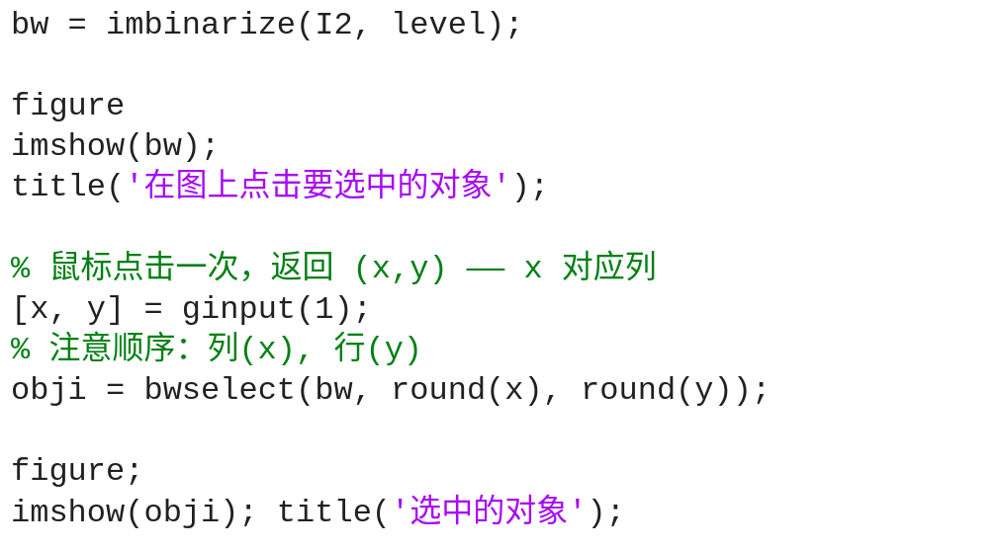 bw = imbinarize(I2, level);
figure
imshow(bw);
title('在图上点击要选中的对象');
% 鼠标点击一次，返回 (x,y) —— x 对应列
[x, y] = ginput(1);
% 注意顺序：列(x), 行(y)
obji = bwselect(bw, round(x), round(y));
figure;
imshow(obji); title('选中的对象');